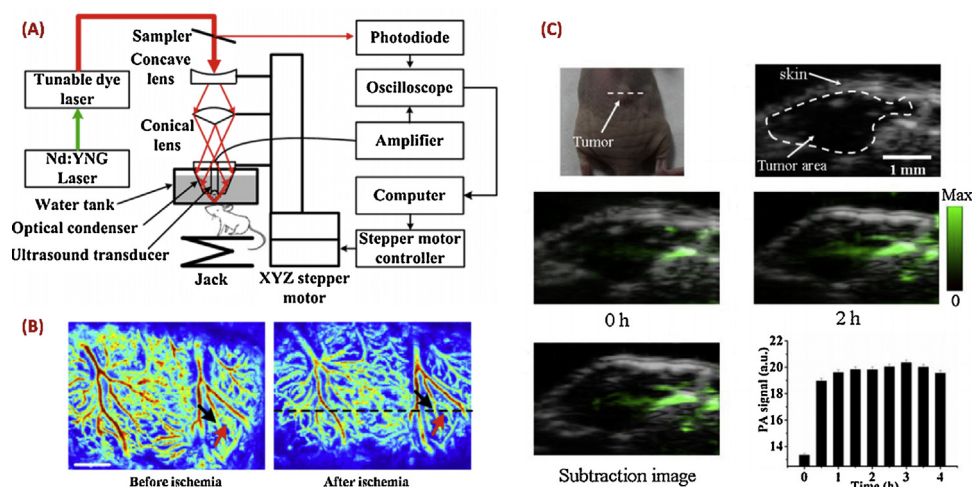 (A)
Sampler
Concave
lens
Conical
lens
Tunable dye
laser
Nd:YNG
Laser
Water tank
Optical condenser
Ultrasound transducer
Jack
XYZ stepper
motor
Photodiode
Oscilloscope
Amplifier
Computer
Stepper motor
controller
(B)
Before ischemia
After ischemia
(C)
Tumor
skin
Tumor area
1 mm
Max
0
0 h
2 h
Subtraction image
PA signal (a.u.)
22
20
18
16
14
0 1 2 3 4
Time (h)